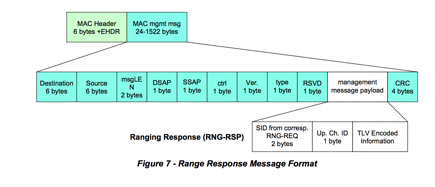 MAC Header
6 bytes +EHDR
MAC mgmt msg
24-1522 bytes
Destination
6 bytes
Source
6 bytes
msgLE
N
2 bytes
DSAP
1 byte
SSAP
1 byte
ctrl
1 byte
Ver.
1 byte
type
1 byte
RSVD
1 byte
management
message payload
CRC
4 bytes
Ranging Response (RNG-RSP)
SID from corresp.
RNG-REQ
2 bytes
Up. Ch. ID
1 byte
TLV Encoded
Information
Figure 7 - Range Response Message Format